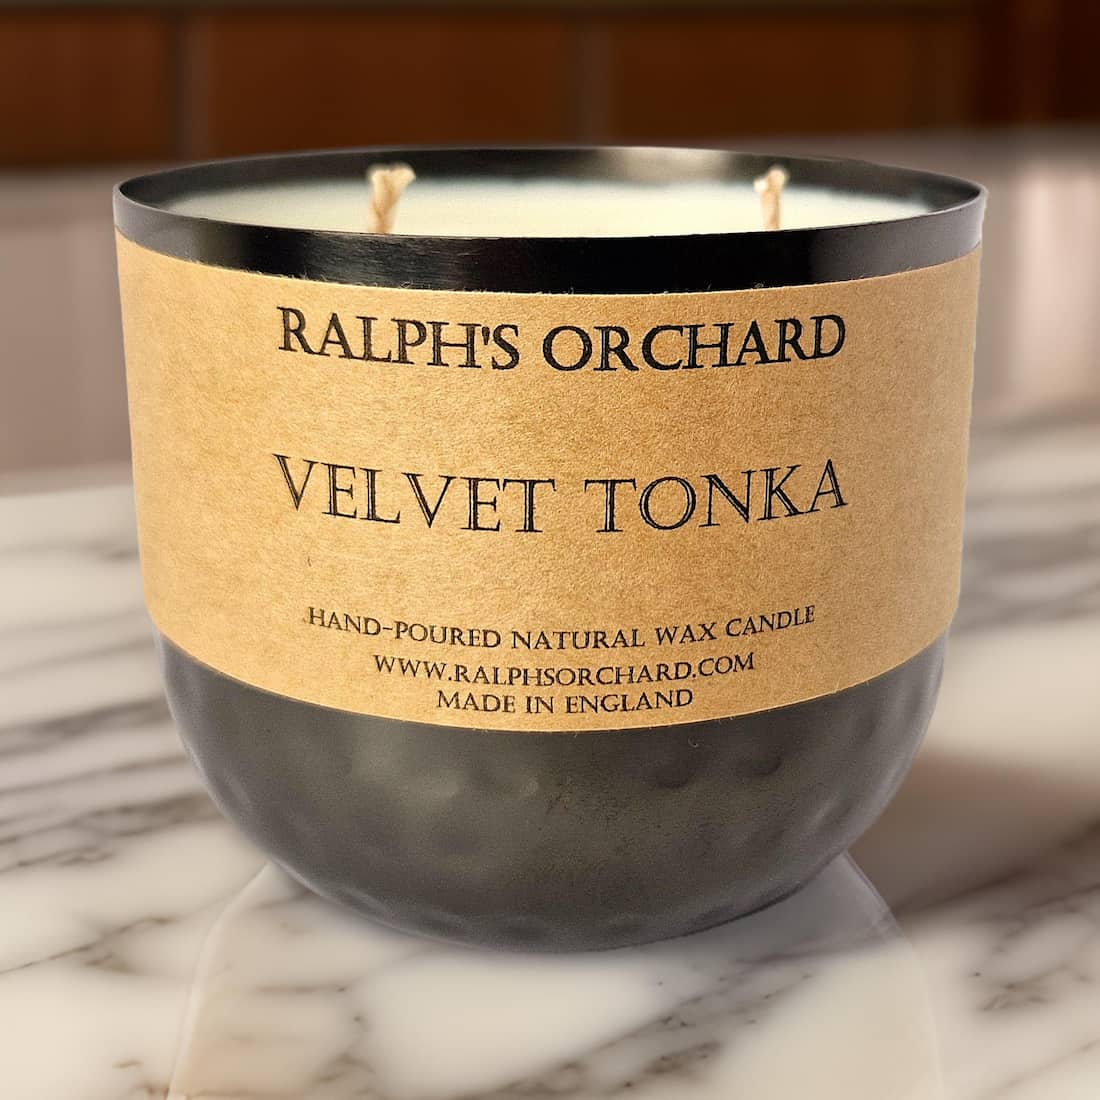 RALPH'S ORCHARD
VELVET TONKA
HAND-POURED NATURAL WAX CANDLE
WWW.RALPHSORCHARD.COM
MADE IN ENGLAND